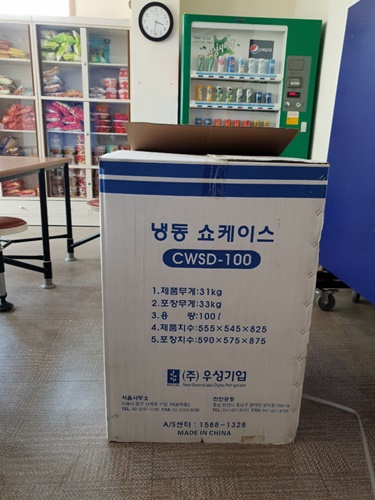 PEPSI
냉동 쇼케이스
CWSD-100
1.제품무게:31kg
2.포장무게:33kg
3.용 량:100ℓ
4.제품치수:555×545×825
5.포장치수:590×575×875
(주) 우성기업
서울사무소
천안공장
A/S센터 : 1588-1328
MADE IN CHINA